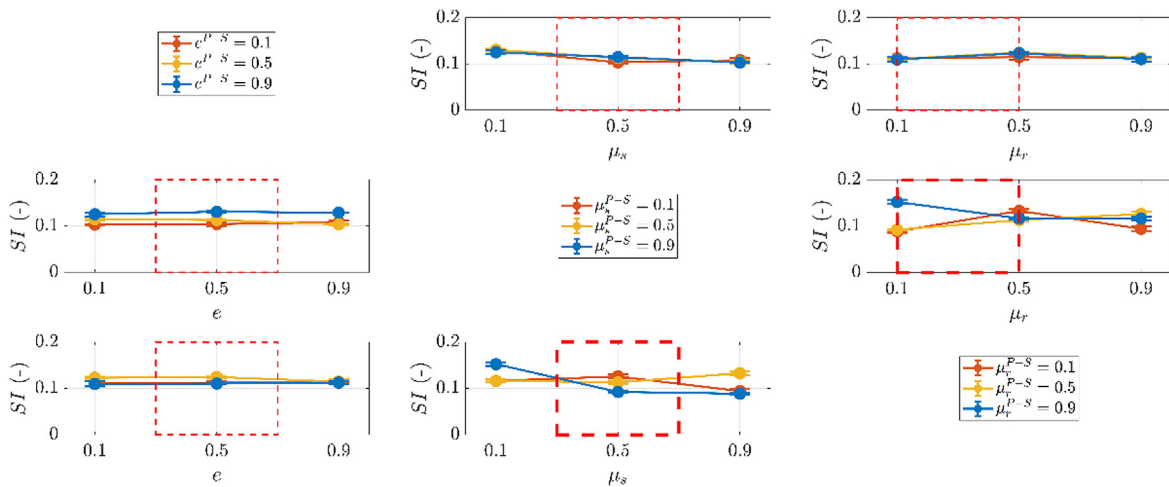 e^{P-S} = 0.1
e^{P-S} = 0.5
e^{P-S} = 0.9
SI (-)
0.2
0.1
0
0.1 0.5 0.9
μ_s
SI (-)
0.2
0.1
0
0.1 0.5 0.9
μ_r
SI (-)
0.2
0.1
0
0.1 0.5 0.9
e
μ_s^{P-S} = 0.1
μ_s^{P-S} = 0.5
μ_s^{P-S} = 0.9
SI (-)
0.2
0.1
0
0.1 0.5 0.9
μ_r
SI (-)
0.2
0.1
0
0.1 0.5 0.9
e
SI (-)
0.2
0.1
0
0.1 0.5 0.9
μ_s
μ_r^{P-S} = 0.1
μ_r^{P-S} = 0.5
μ_r^{P-S} = 0.9